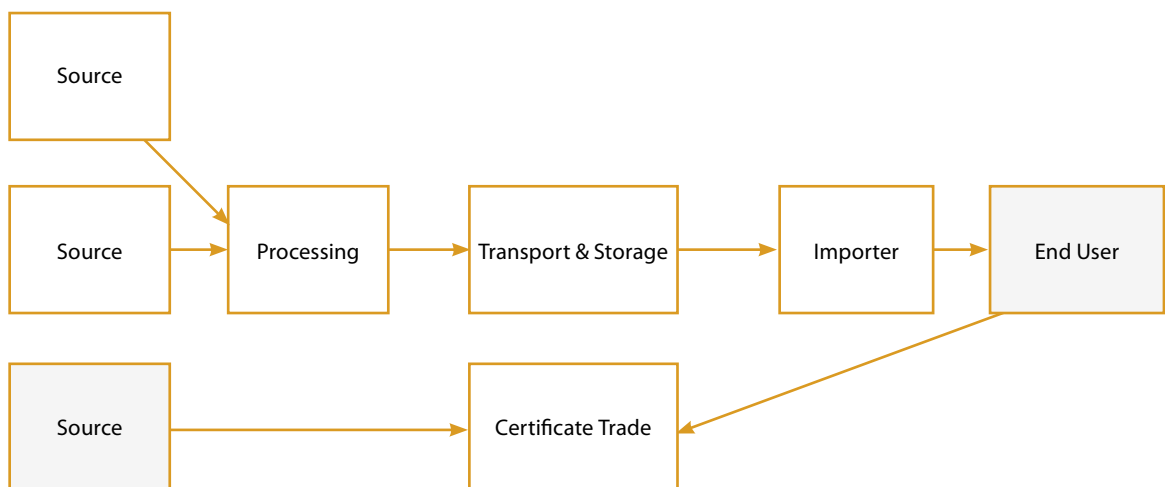 Source
Source
Processing
Transport & Storage
Importer
End User
Source
Certificate Trade